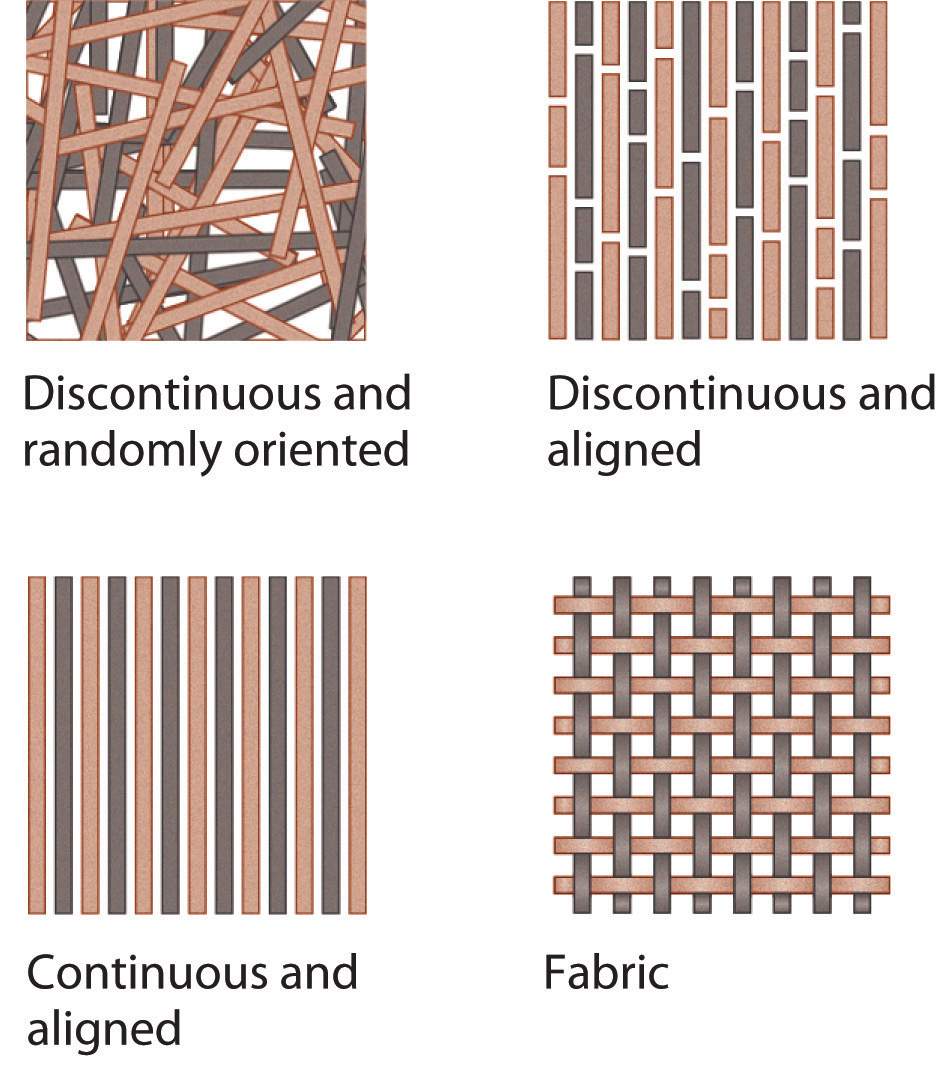 Discontinuous and
randomly oriented
Discontinuous and
aligned
Continuous and
aligned
Fabric